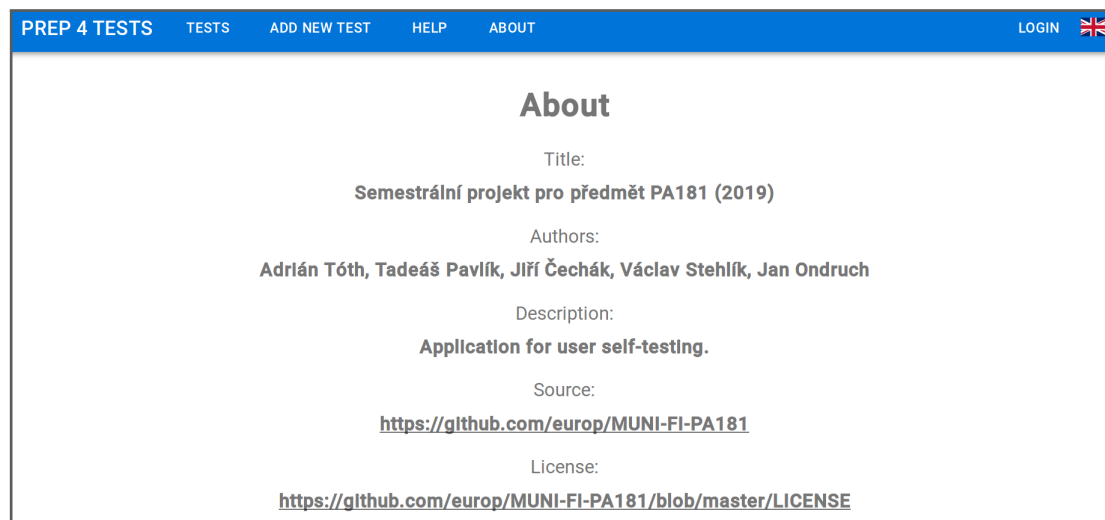 PREP 4 TESTS TESTS ADD NEW TEST HELP ABOUT LOGIN
About
Title:
Semestrální projekt pro předmět PA181 (2019)
Authors:
Adrián Tóth, Tadeáš Pavlík, Jiří Čechák, Václav Stehlík, Jan Ondruch
Description:
Application for user self-testing.
Source:
https://github.com/europ/MUNI-FI-PA181
License:
https://github.com/europ/MUNI-FI-PA181/blob/master/LICENSE